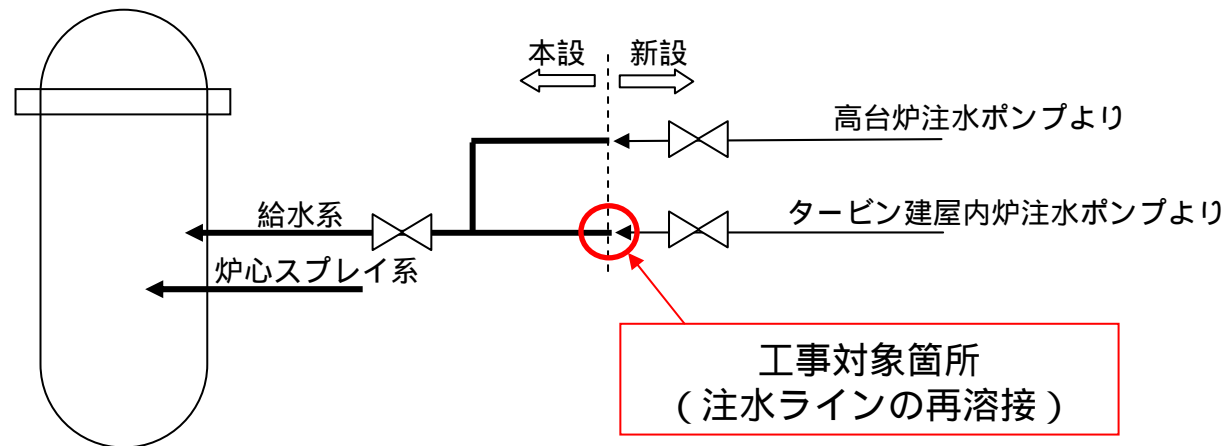 本設
新設
高台炉注水ポンプより
給水系
タービン建屋内炉注水ポンプより
炉心スプレイ系
工事対象箇所
(注水ラインの再溶接)